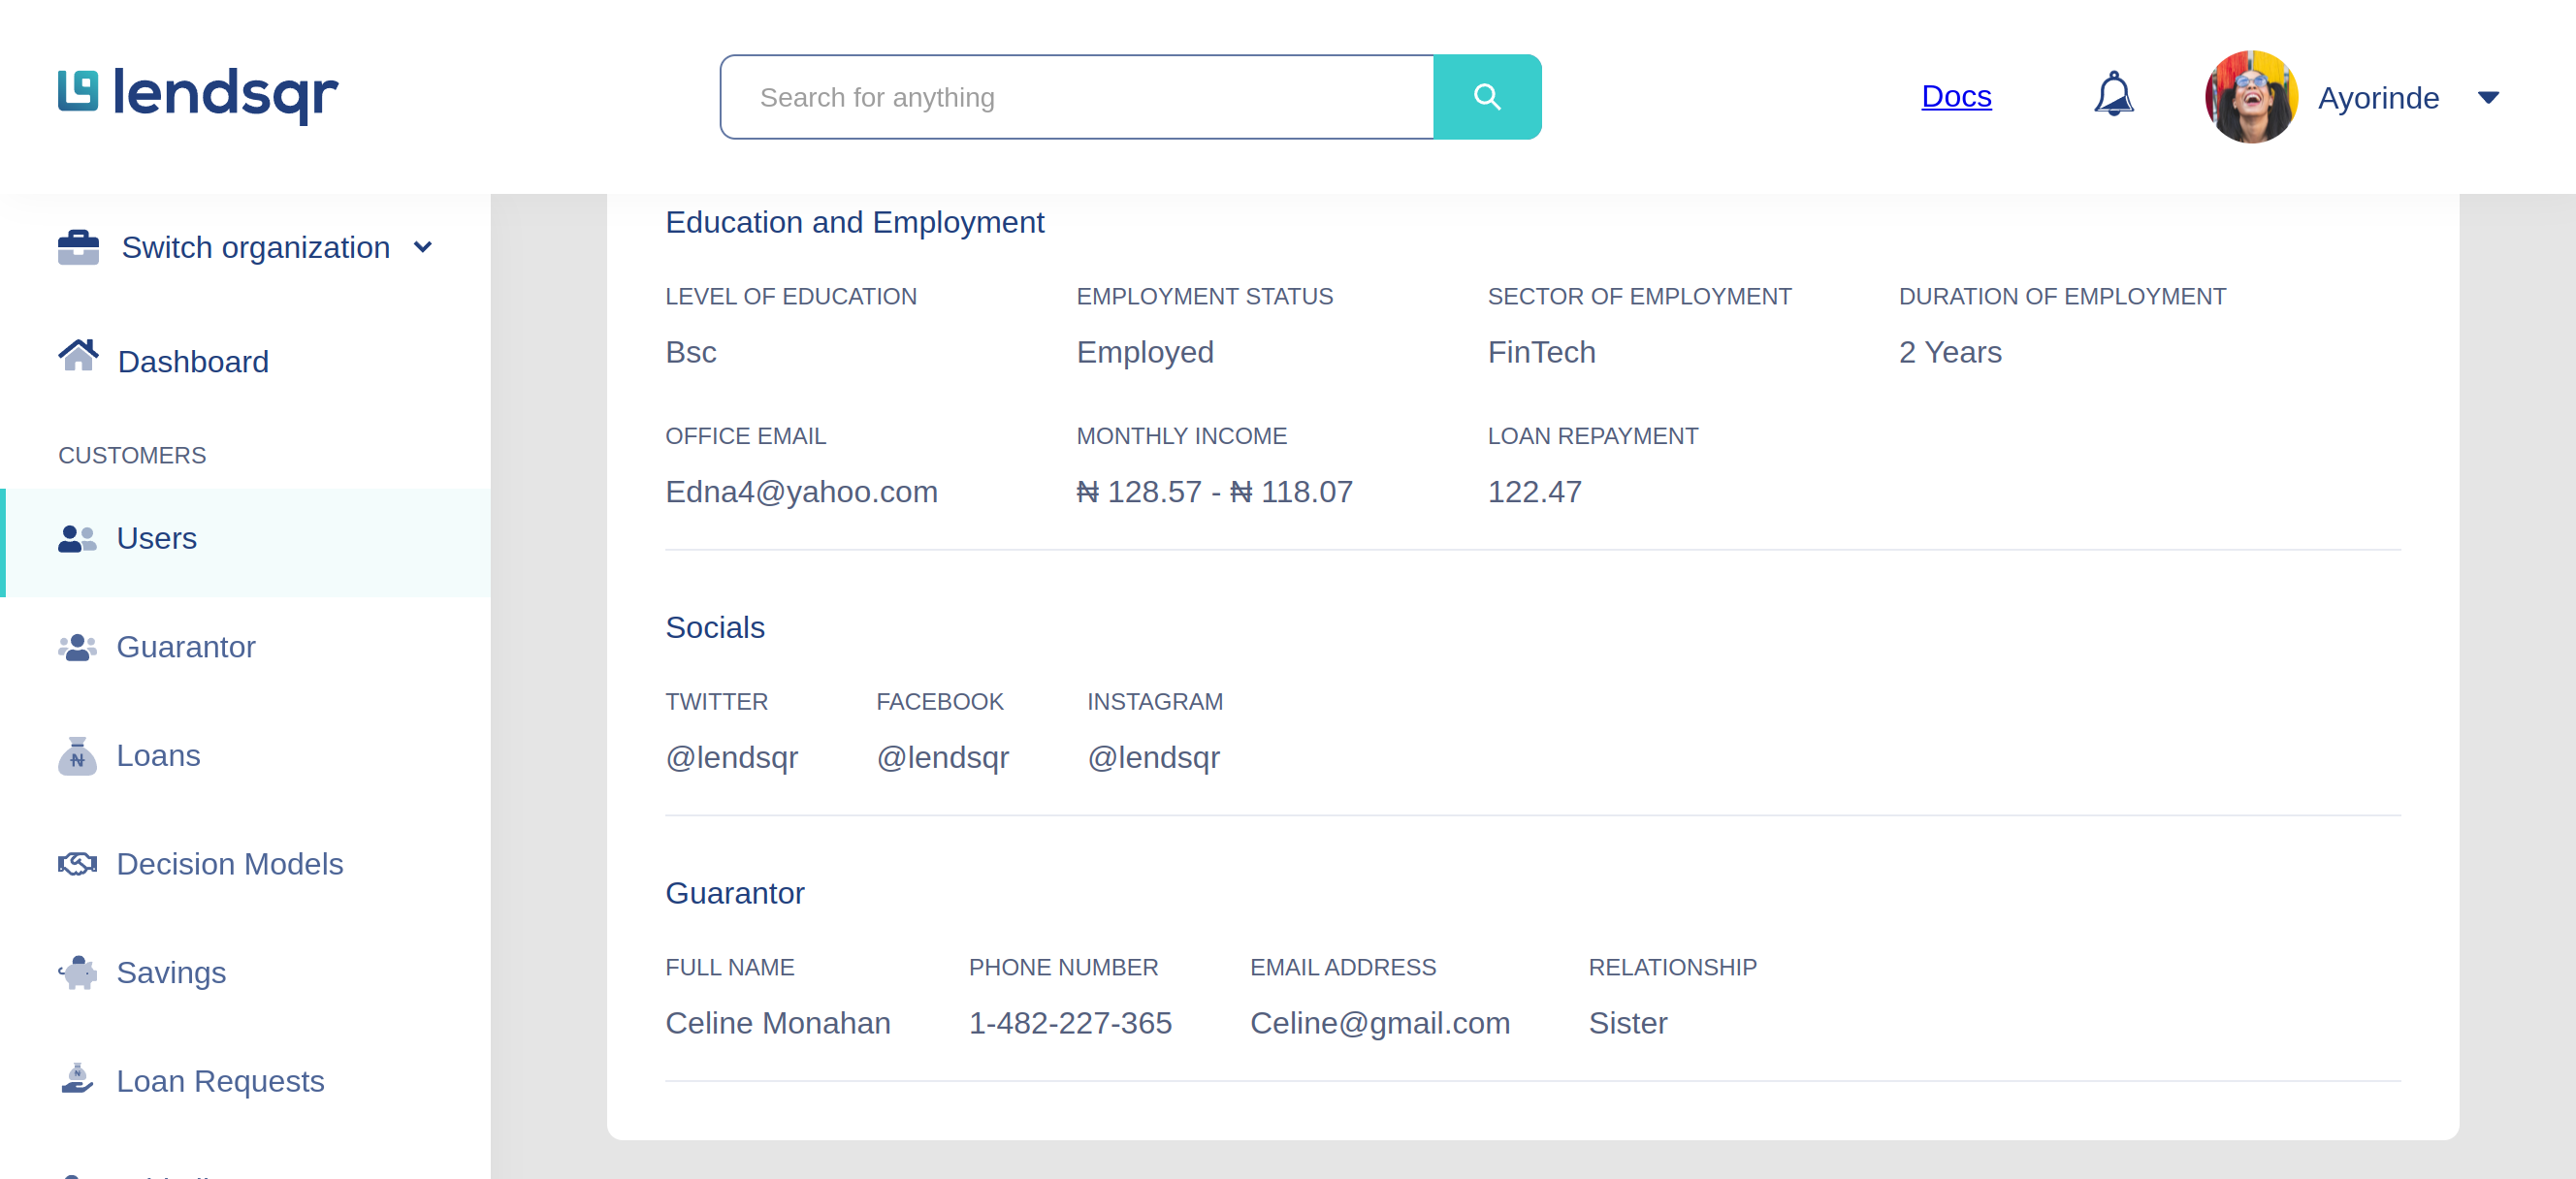 lendsqr
Search for anything
Docs
Ayorinde
Switch organization
Dashboard
CUSTOMERS
Users
Guarantor
Loans
Decision Models
Savings
Loan Requests
Education and Employment
LEVEL OF EDUCATION EMPLOYMENT STATUS SECTOR OF EMPLOYMENT DURATION OF EMPLOYMENT
Bsc Employed FinTech 2 Years
OFFICE EMAIL MONTHLY INCOME LOAN REPAYMENT
Edna4@yahoo.com ₦ 128.57 - ₦ 118.07 122.47
Socials
TWITTER FACEBOOK INSTAGRAM
@lendsqr @lendsqr @lendsqr
Guarantor
FULL NAME PHONE NUMBER EMAIL ADDRESS RELATIONSHIP
Celine Monahan 1-482-227-365 Celine@gmail.com Sister